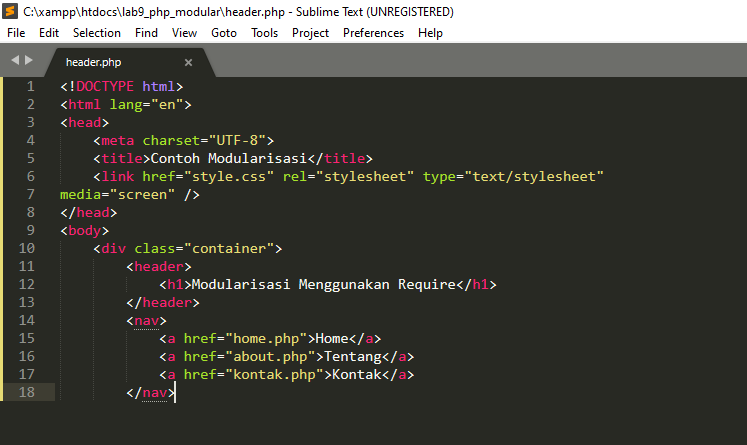 C:\xampp\htdocs\lab9_php_modular\header.php - Sublime Text (UNREGISTERED)
File Edit Selection Find View Goto Tools Project Preferences Help
header.php ×
1 <!DOCTYPE html>
2 <html lang="en">
3 <head>
4     <meta charset="UTF-8">
5     <title>Contoh Modularisasi</title>
6     <link href="style.css" rel="stylesheet" type="text/stylesheet"
7 media="screen" />
8 </head>
9 <body>
10     <div class="container">
11         <header>
12             <h1>Modularisasi Menggunakan Require</h1>
13         </header>
14         <nav>
15             <a href="home.php">Home</a>
16             <a href="about.php">Tentang</a>
17             <a href="kontak.php">Kontak</a>
18         </nav>